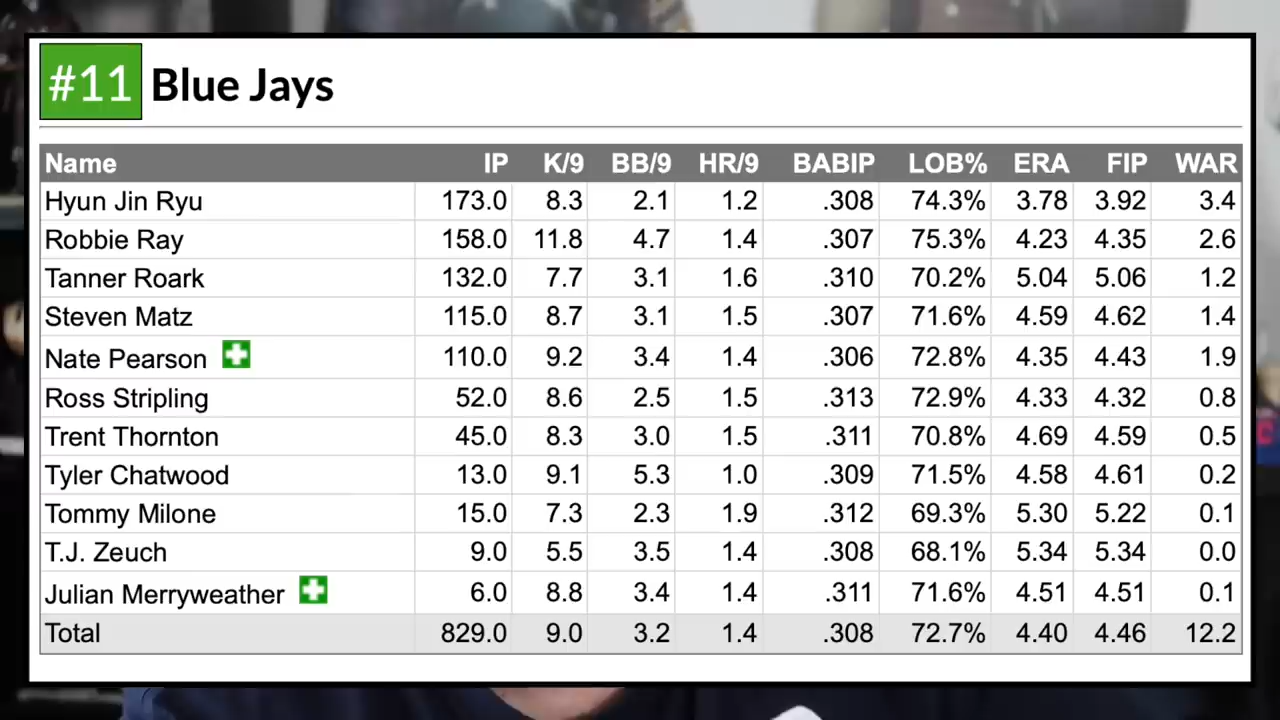 #11 Blue Jays
Name IP K/9 BB/9 HR/9 BABIP LOB% ERA FIP WAR
Hyun Jin Ryu 173.0 8.3 2.1 1.2 .308 74.3% 3.78 3.92 3.4
Robbie Ray 158.0 11.8 4.7 1.4 .307 75.3% 4.23 4.35 2.6
Tanner Roark 132.0 7.7 3.1 1.6 .310 70.2% 5.04 5.06 1.2
Steven Matz 115.0 8.7 3.1 1.5 .307 71.6% 4.59 4.62 1.4
Nate Pearson 110.0 9.2 3.4 1.4 .306 72.8% 4.35 4.43 1.9
Ross Stripling 52.0 8.6 2.5 1.5 .313 72.9% 4.33 4.32 0.8
Trent Thornton 45.0 8.3 3.0 1.5 .311 70.8% 4.69 4.59 0.5
Tyler Chatwood 13.0 9.1 5.3 1.0 .309 71.5% 4.58 4.61 0.2
Tommy Milone 15.0 7.3 2.3 1.9 .312 69.3% 5.30 5.22 0.1
T.J. Zeuch 9.0 5.5 3.5 1.4 .308 68.1% 5.34 5.34 0.0
Julian Merryweather 6.0 8.8 3.4 1.4 .311 71.6% 4.51 4.51 0.1
Total 829.0 9.0 3.2 1.4 .308 72.7% 4.40 4.46 12.2